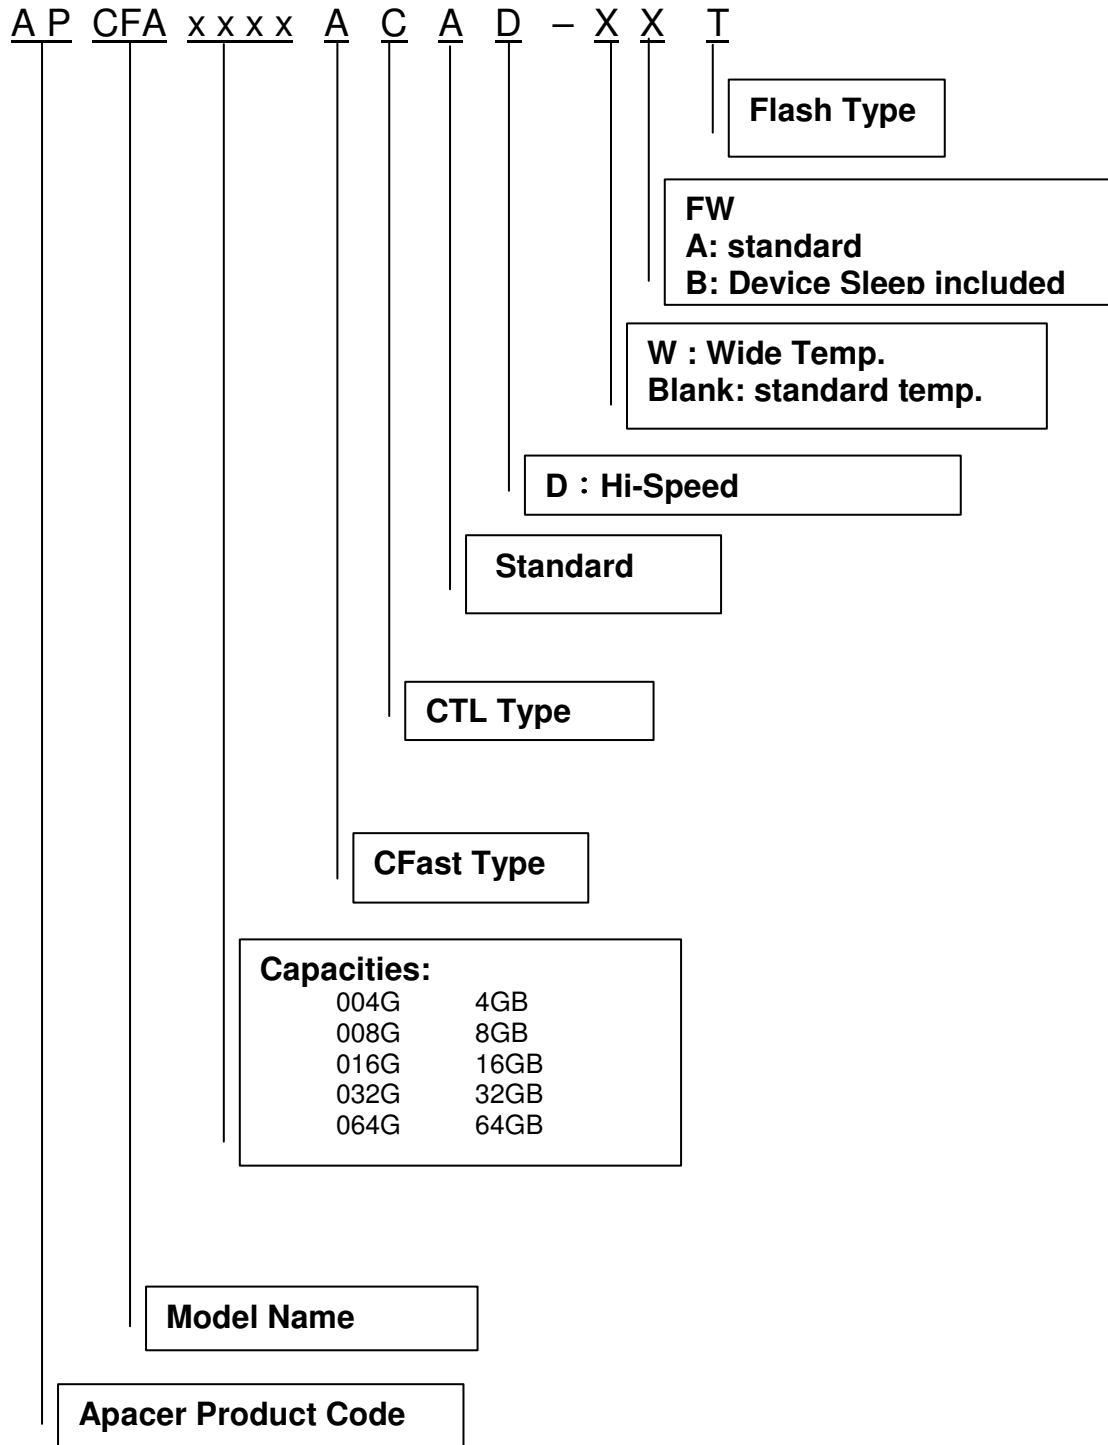 A P CFA x x x x A C A D – X X T
Flash Type
FW
A: standard
B: Device Sleep included
W : Wide Temp.
Blank: standard temp.
D：Hi-Speed
Standard
CTL Type
CFast Type
Capacities:
004G 4GB
008G 8GB
016G 16GB
032G 32GB
064G 64GB
Model Name
Apacer Product Code